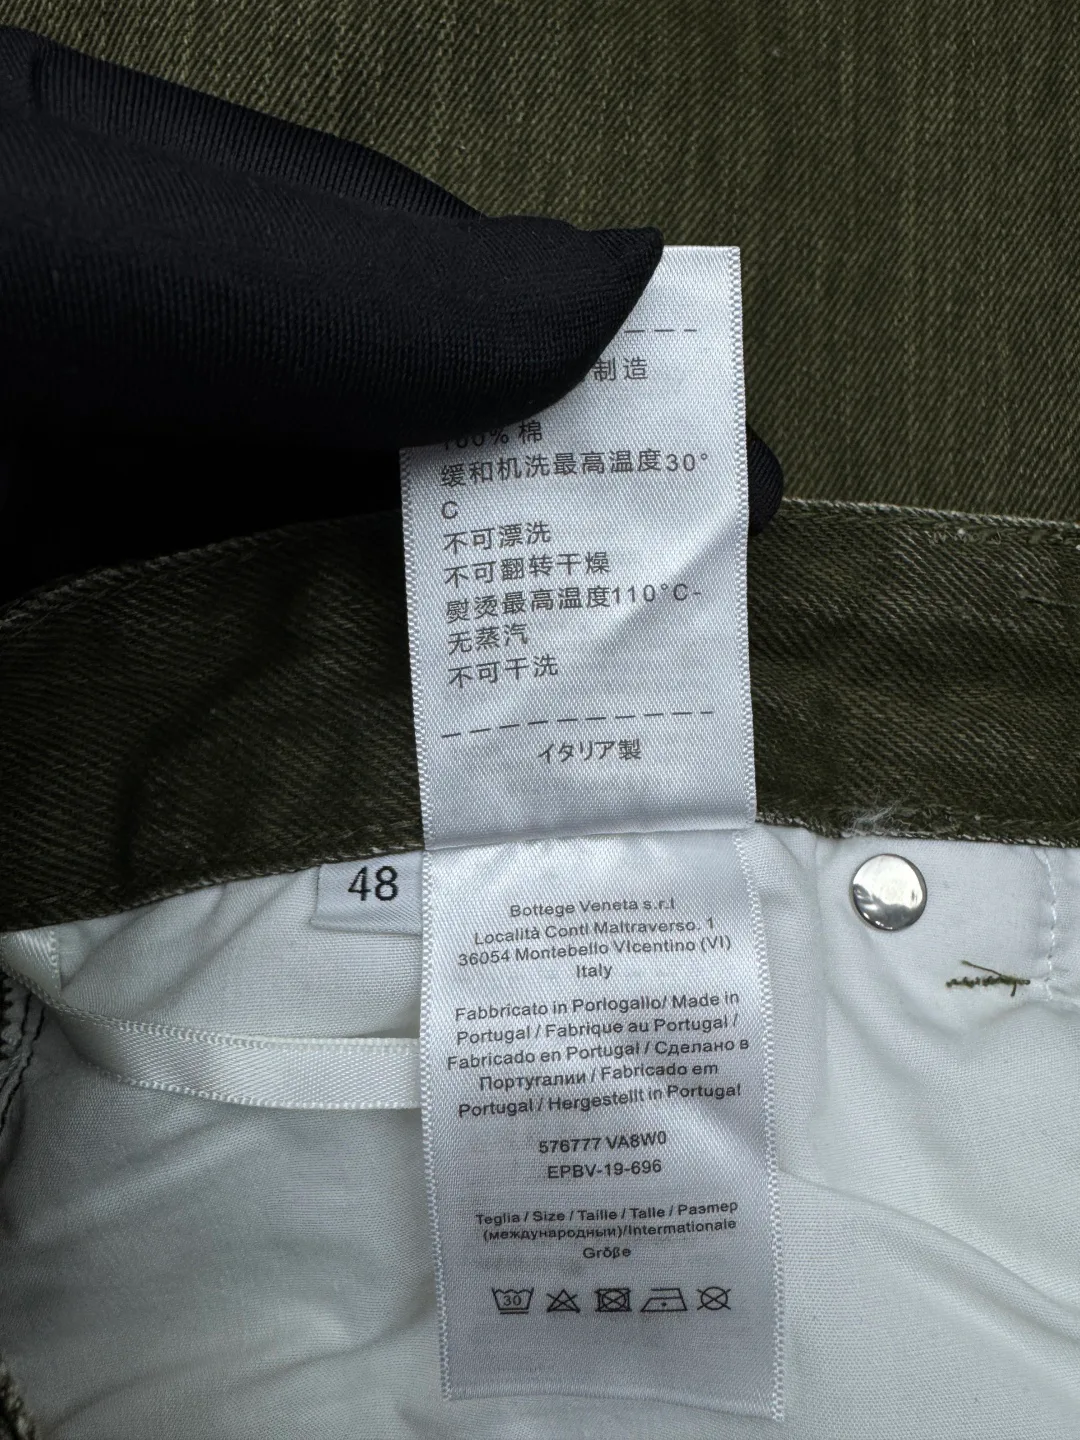 制造
100% 棉
缓和机洗最高温度30°
C
不可漂洗
不可翻转干燥
熨烫最高温度110°C-
无蒸汽
不可干洗
イタリア製
48
Bottege Veneta s.r.l
Località Contl Maltraverso. 1
36054 Montebello Vlcentino (VI)
Italy
Fabbricato in Porlogallo/ Made in
Portugal / Fabrique au Portugal /
Fabricado en Portugal / Сделано в
Португалии / Fabricado em
Portugal / Hergestellt in Portugal
576777 VA8W0
EPBV-19-696
Teglia / Size / Taille / Talle / Размер
(международный)/Internationale
Größe
30